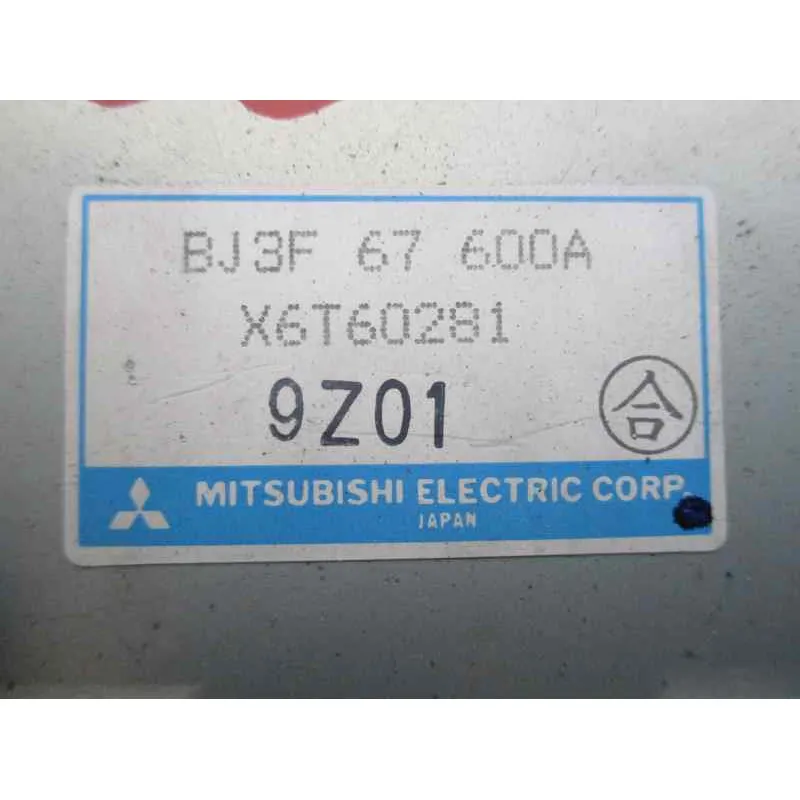 BJ3F 67 600A
X6T60281
9Z01
合
MITSUBISHI ELECTRIC CORP.
JAPAN